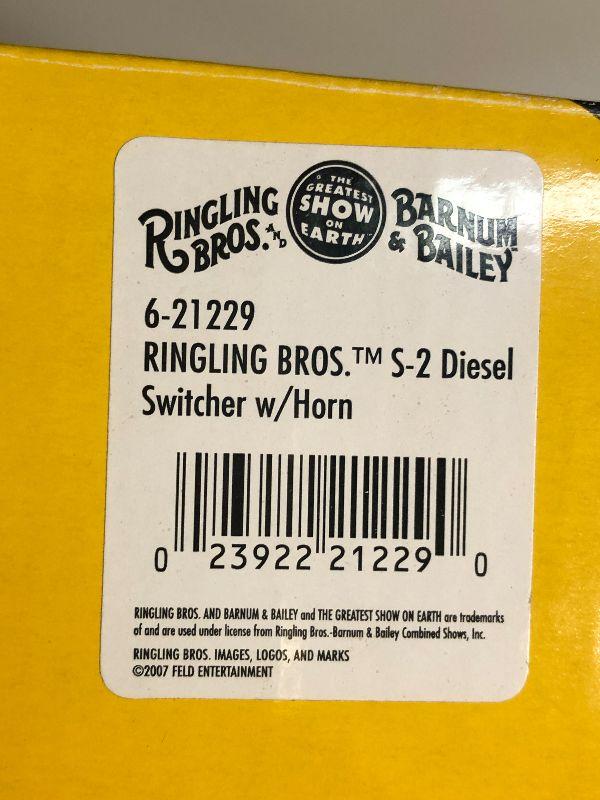 RINGLING BROS. AND
THE GREATEST SHOW ON EARTH
BARNUM & BAILEY
6-21229
RINGLING BROS.™ S-2 Diesel
Switcher w/Horn
0 23922 21229 0
RINGLING BROS. AND BARNUM & BAILEY and THE GREATEST SHOW ON EARTH are trademarks
of and are used under license from Ringling Bros.-Barnum & Bailey Combined Shows, Inc.
RINGLING BROS. IMAGES, LOGOS, AND MARKS
©2007 FELD ENTERTAINMENT